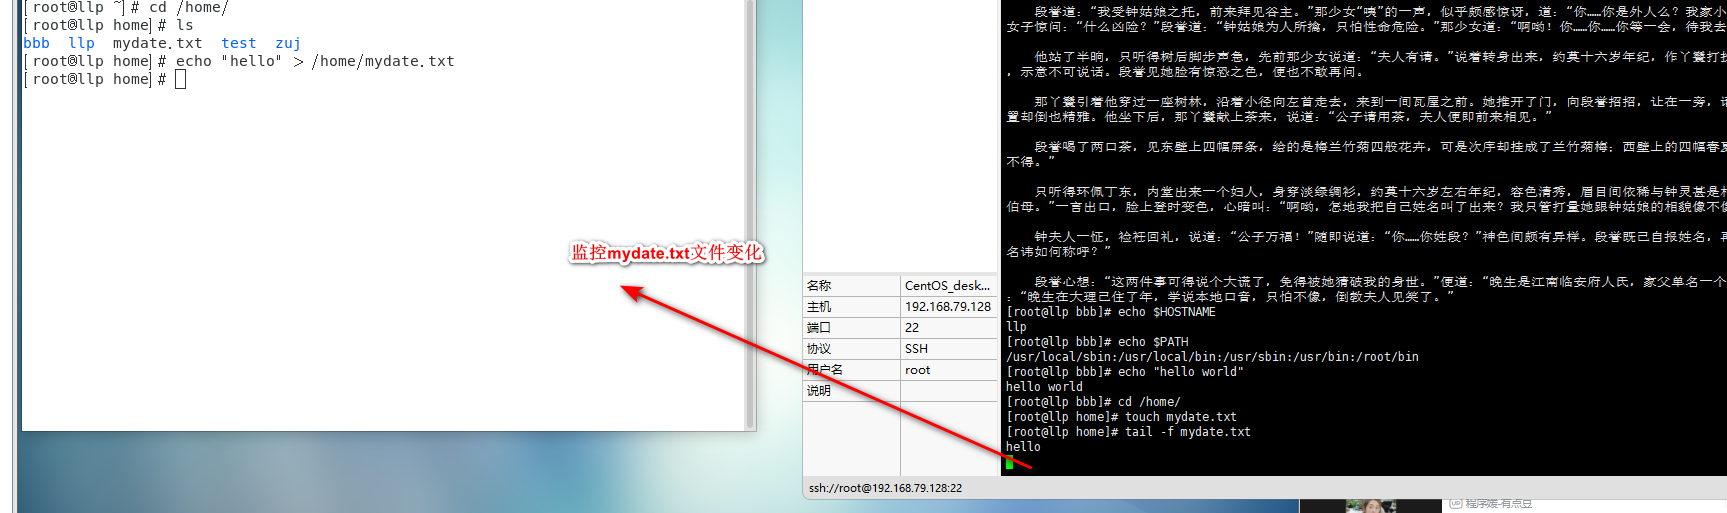 [root@llp ~]# cd /home/
[root@llp home]# ls
bbb llp mydate.txt test zuj
[root@llp home]# echo "hello" > /home/mydate.txt
[root@llp home]#
监控mydate.txt文件变化
名称 CentOS_desk...
主机 192.168.79.128
端口 22
协议 SSH
用户名 root
说明
ssh://root@192.168.79.128:22
段誉道：“我受钟姑娘之托，前来拜见谷主。”那少女“咦”的一声，似乎颇感惊讶，道：“你……你是外人么？我家小
女子惊问：“什么凶险？”段誉道：“钟姑娘为人所擒，只怕性命危险。”那少女道：“啊哟！你……你……你等一会，待我去
他站了半晌，只听得树后脚步声急，先前那少女说道：“夫人有请。”说着转身出来，约莫十六岁年纪，作丫鬟打
，示意不可说话。段誉见她脸有惊恐之色，便也不敢再问。
那丫鬟引着他穿过一座树林，沿着小径向左首走去，来到一间瓦屋之前。她推开了门，向段誉招招，让在一旁，
置却倒也精雅。他坐下后，那丫鬟献上茶来，说道：“公子请用茶，夫人便即前来相见。”
段誉喝了两口茶，见东壁上四幅屏条，绘的是梅兰竹菊四般花卉，可是次序却挂成了兰竹菊梅；西壁上的四幅春
不得。”
只听得环佩丁东，内堂出来一个妇人，身穿淡绿绸衫，约莫十六岁左右年纪，容色清秀，眉目间依稀与钟灵甚是
伯母。”一言出口，脸上登时变色，心暗叫：“啊哟，怎地我把自己姓名叫了出来？我只管打量她跟钟姑娘的相貌像不
钟夫人一怔，裣衽回礼，说道：“公子万福！”随即说道：“你……你姓段？”神色间颇有异样。段誉既已自报姓名，
名讳如何称呼？”
段誉心想：“这两件事可得说个大谎了，免得被她猜破我的身世。”便道：“晚生是江南临安府人氏，家父单名一个
：“晚生在大理已住了年，学说本地口音，只怕不像，倒教夫人见笑了。”
[root@llp bbb]# echo $HOSTNAME
llp
[root@llp bbb]# echo $PATH
/usr/local/sbin:/usr/local/bin:/usr/sbin:/usr/bin:/root/bin
[root@llp bbb]# echo "hello world"
hello world
[root@llp bbb]# cd /home/
[root@llp home]# touch mydate.txt
[root@llp home]# tail -f mydate.txt
hello
程序媛-有点豆